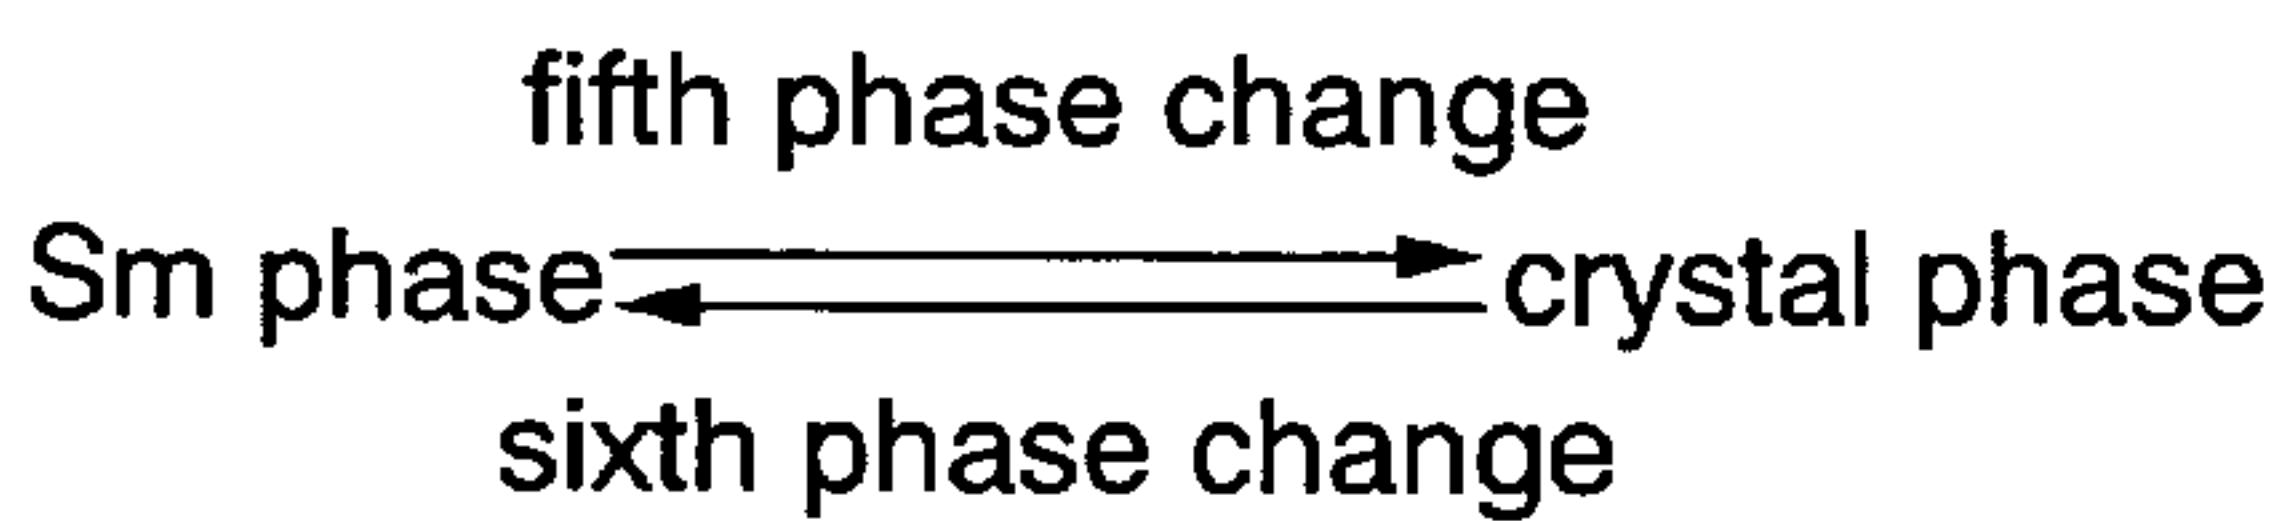 fifth phase change
Sm phase crystal phase
sixth phase change